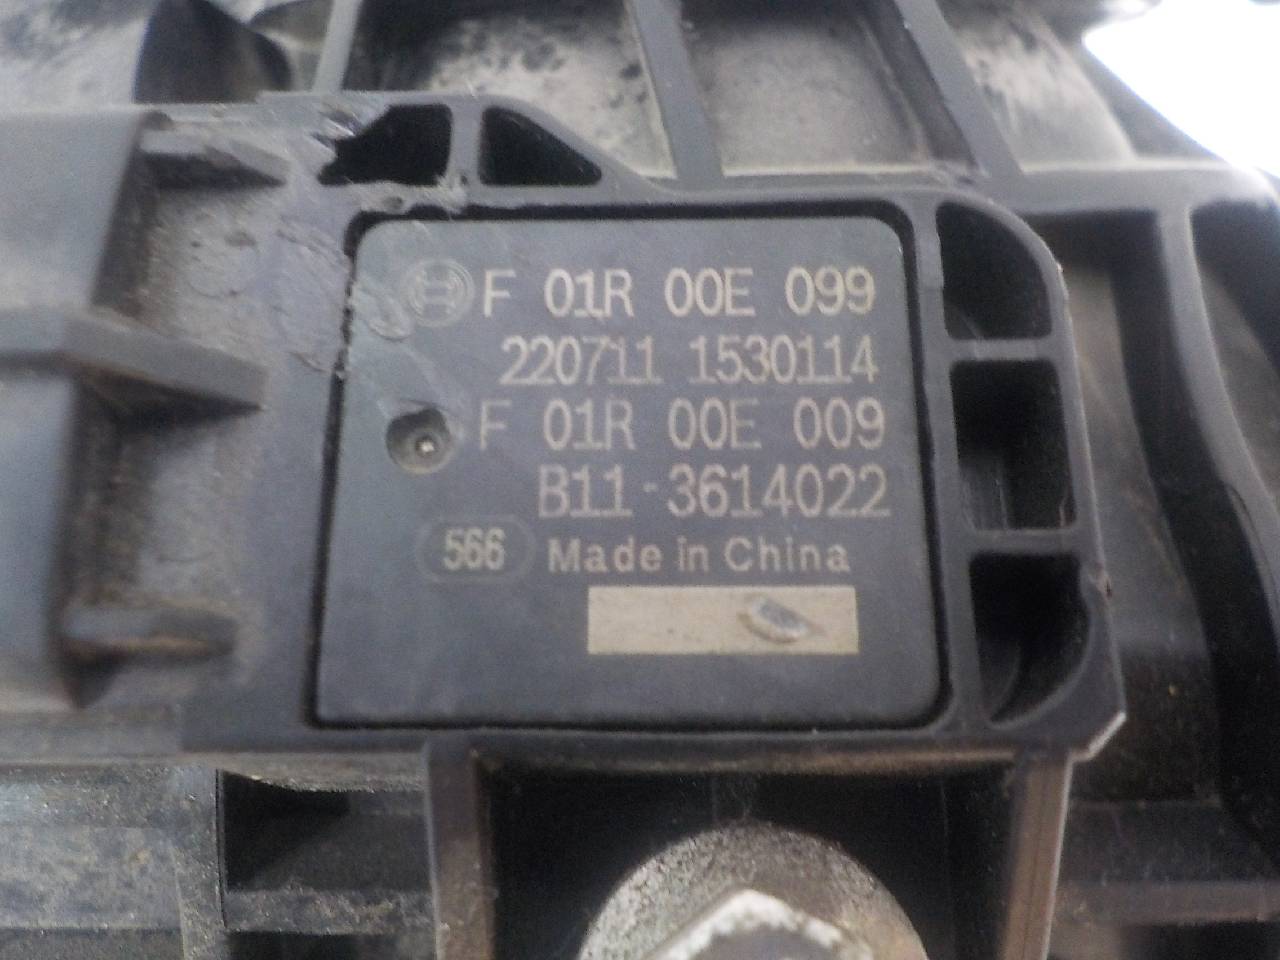 F 01R 00E 099
220711 1530114
F 01R 00E 009
B11-3614022
566 Made in China